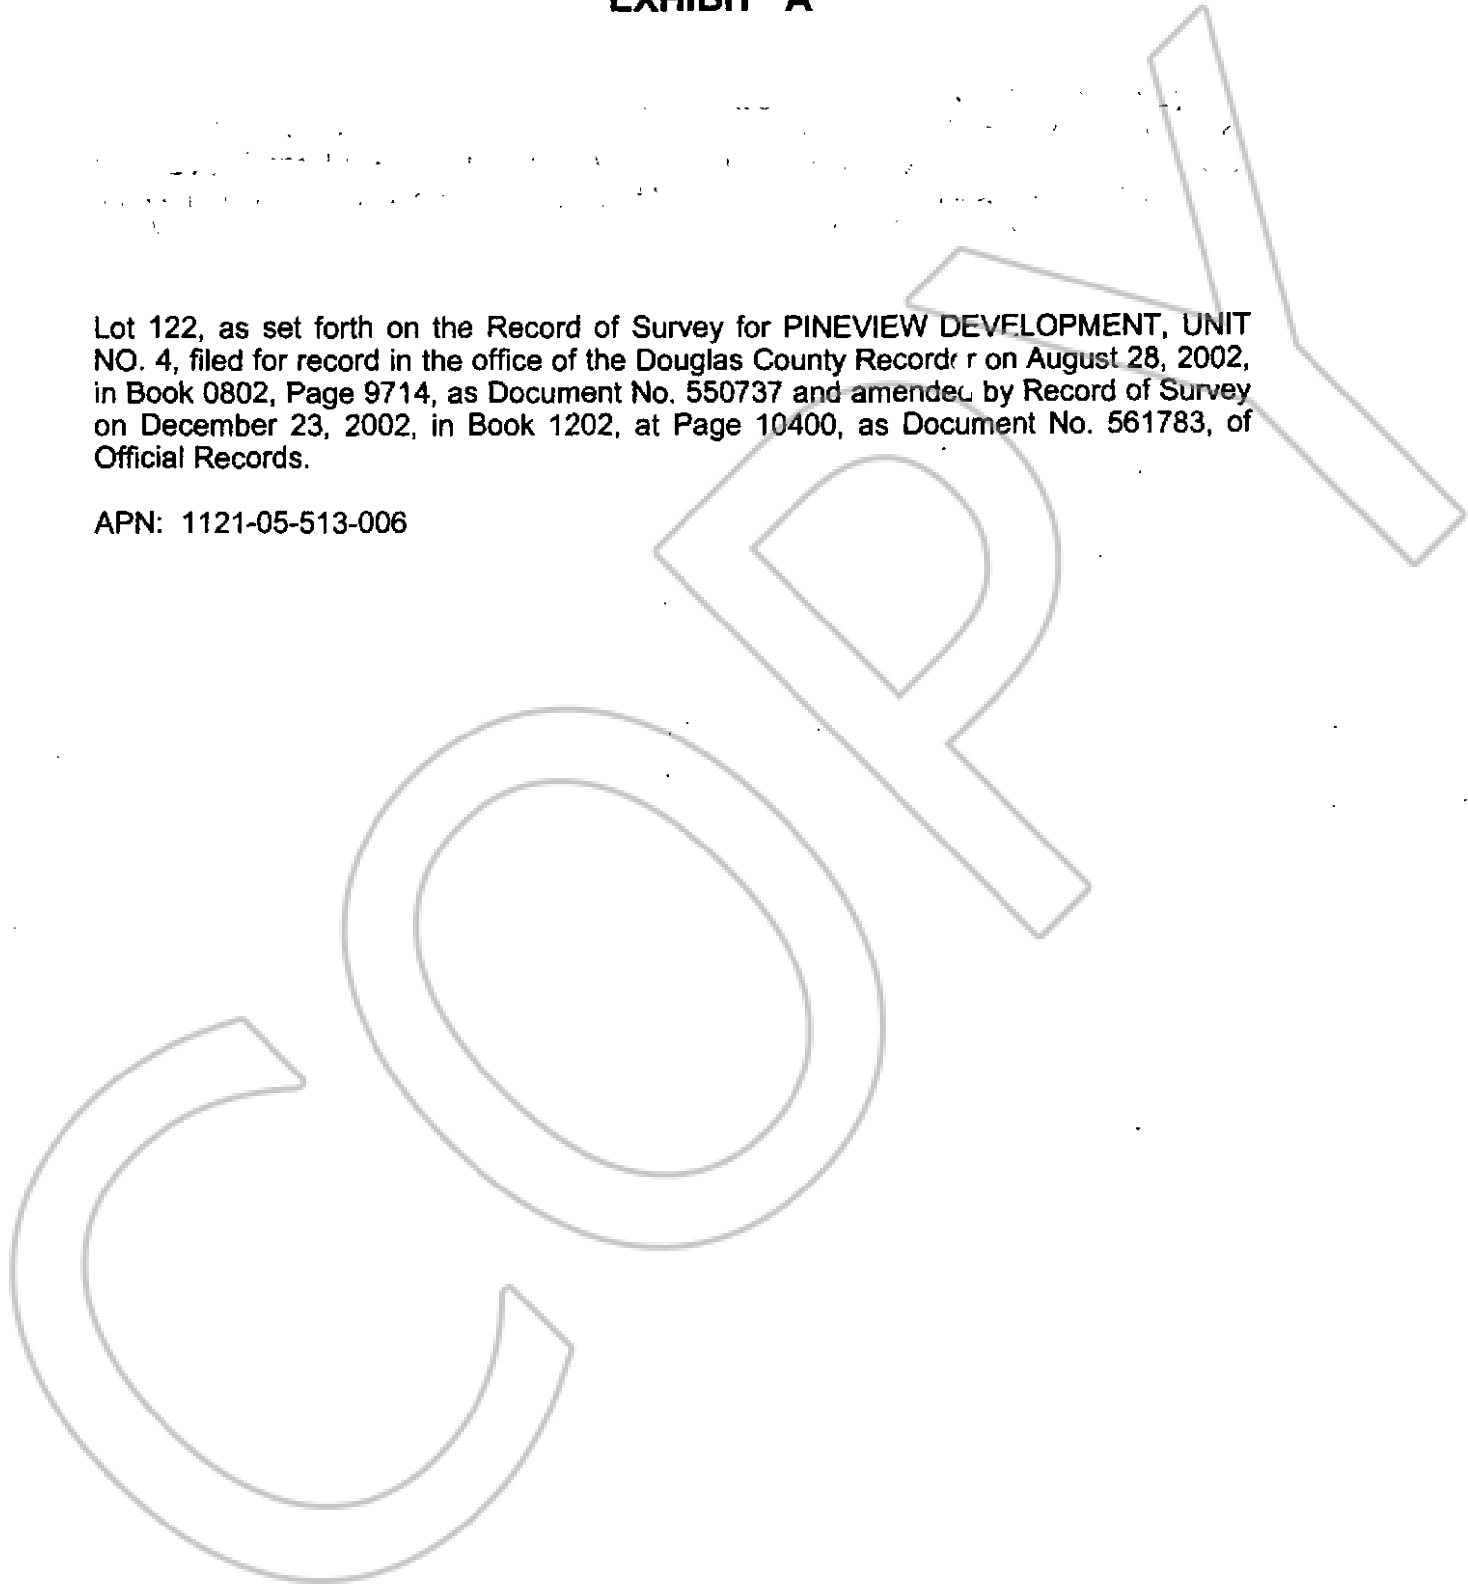 EXHIBIT "A"
Lot 122, as set forth on the Record of Survey for PINEVIEW DEVELOPMENT, UNIT
NO. 4, filed for record in the office of the Douglas County Recorder on August 28, 2002,
in Book 0802, Page 9714, as Document No. 550737 and amended by Record of Survey
on December 23, 2002, in Book 1202, at Page 10400, as Document No. 561783, of
Official Records.
APN: 1121-05-513-006
COPY